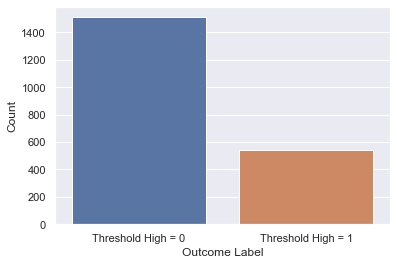 1400
1200
1000
800
600
400
200
0
Count
Threshold High = 0
Threshold High = 1
Outcome Label